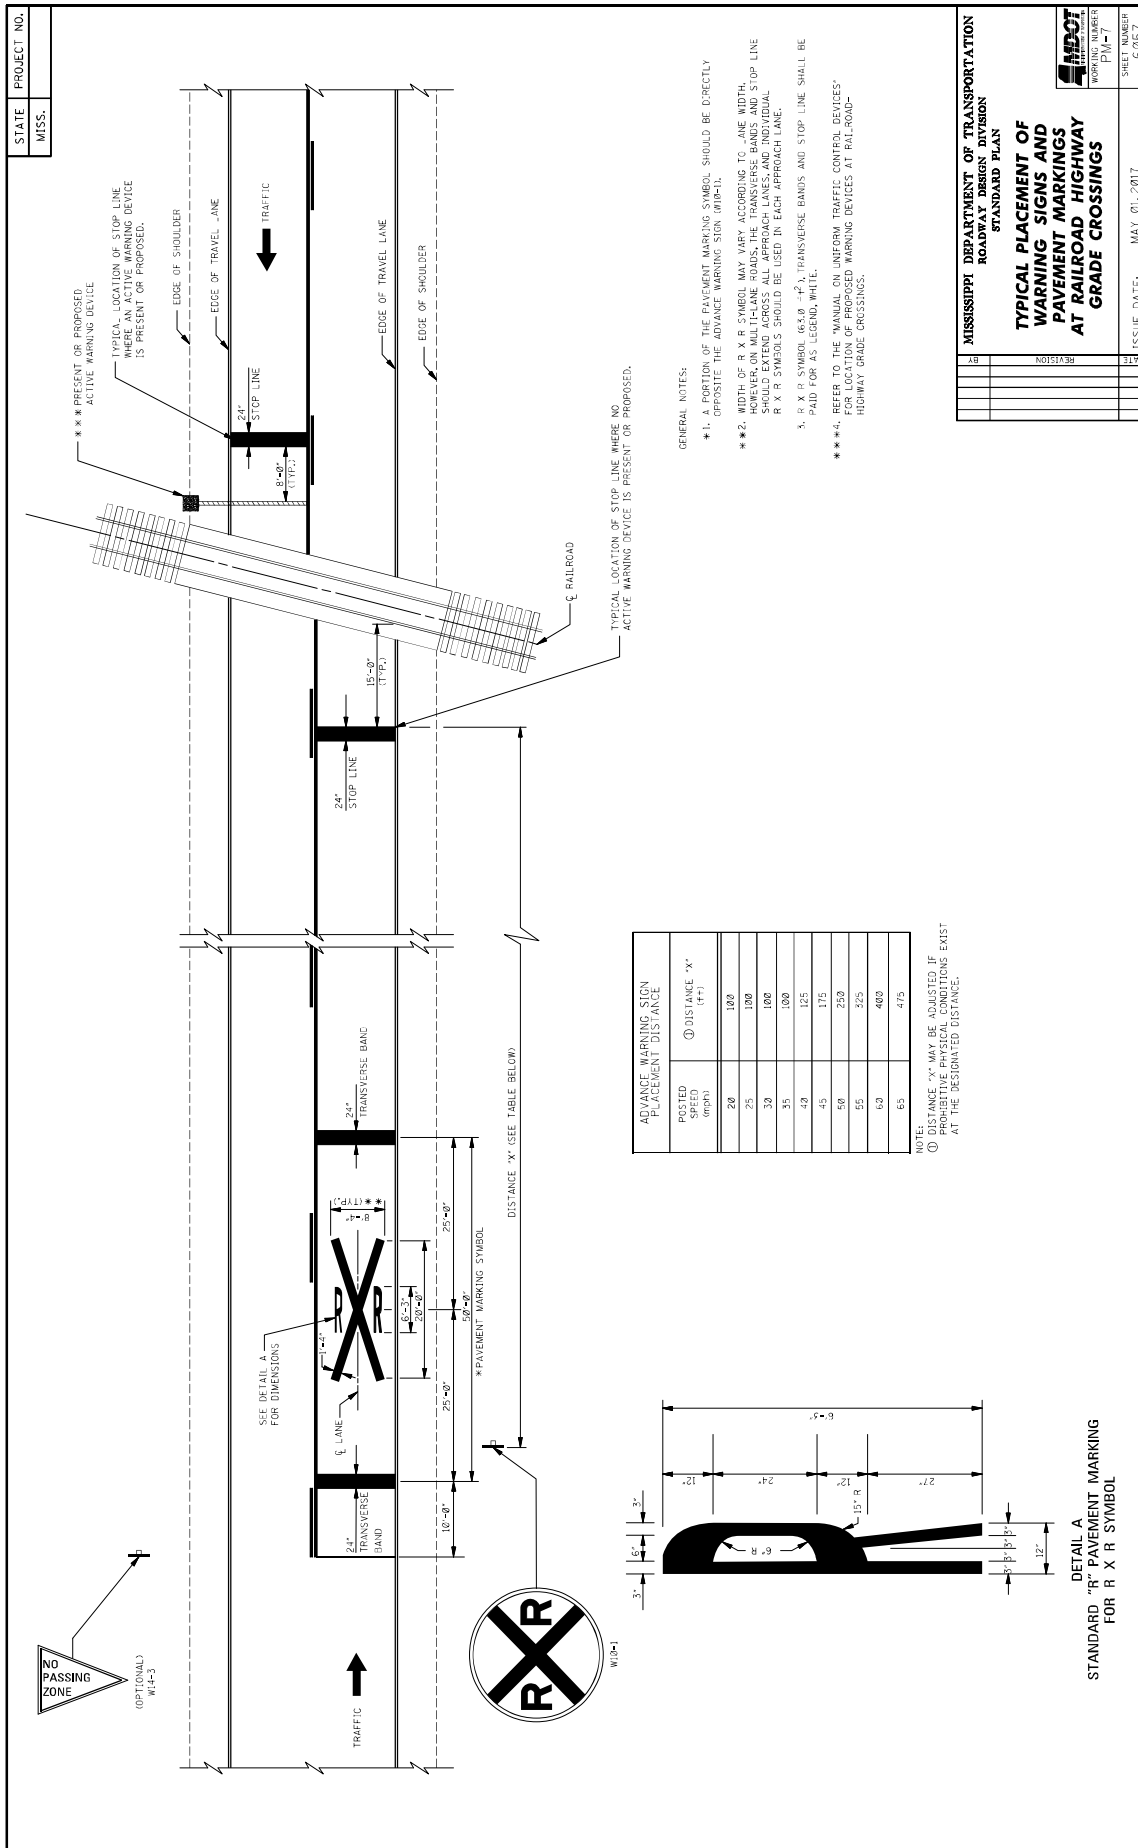 STATE
PROJECT NO.
MISS.
* * * PRESENT OR PROPOSED
ACTIVE WARNING DEVICE
TYPICAL LOCATION OF STOP LINE
WHERE AN ACTIVE WARNING DEVICE
IS PRESENT OR PROPOSED.
EDGE OF SHOULDER
EDGE OF TRAVEL LANE
TRAFFIC
24"
STOP LINE
8'-0"
(TYP.)
EDGE OF TRAVEL LANE
EDGE OF SHOULDER
℄ RAILROAD
TYPICAL LOCATION OF STOP LINE WHERE NO
ACTIVE WARNING DEVICE IS PRESENT OR PROPOSED.
15'-0"
(TYP.)
24"
STOP LINE
24"
TRANSVERSE BAND
DISTANCE "X" (SEE TABLE BELOW)
8'-4"
* * (TYP.)
SEE DETAIL A
FOR DIMENSIONS
1'-4"
R
R
℄ LANE
6'-3"
20'-0"
25'-0"
25'-0"
50'-0"
* PAVEMENT MARKING SYMBOL
24"
TRANSVERSE
BAND
10'-0"
NO
PASSING
ZONE
(OPTIONAL)
W14-3
TRAFFIC
R
R
W10-1
GENERAL NOTES:
* 1. A PORTION OF THE PAVEMENT MARKING SYMBOL SHOULD BE DIRECTLY
OPPOSITE THE ADVANCE WARNING SIGN (W10-1).
* * 2. WIDTH OF R X R SYMBOL MAY VARY ACCORDING TO LANE WIDTH.
HOWEVER, ON MULTI-LANE ROADS, THE TRANSVERSE BANDS AND STOP LINE
SHOULD EXTEND ACROSS ALL APPROACH LANES, AND INDIVIDUAL
R X R SYMBOLS SHOULD BE USED IN EACH APPROACH LANE.
3. R X R SYMBOL (63.0 ft²), TRANSVERSE BANDS AND STOP LINE SHALL BE
PAID FOR AS LEGEND, WHITE.
* * * 4. REFER TO THE "MANUAL ON UNIFORM TRAFFIC CONTROL DEVICES"
FOR LOCATION OF PROPOSED WARNING DEVICES AT RAILROAD-
HIGHWAY GRADE CROSSINGS.
ADVANCE WARNING SIGN
PLACEMENT DISTANCE
POSTED
SPEED
(mph)
① DISTANCE "X"
(ft)
20 100
25 100
30 100
35 100
40 125
45 175
50 250
55 325
60 400
65 475
NOTE:
① DISTANCE "X" MAY BE ADJUSTED IF
PROHIBITIVE PHYSICAL CONDITIONS EXIST
AT THE DESIGNATED DISTANCE.
3"
6"
3"
6" R
15" R
12"
24"
12"
27"
6'-3"
3"
3"
3"
3"
12"
DETAIL A
STANDARD "R" PAVEMENT MARKING
FOR R X R SYMBOL
MISSISSIPPI DEPARTMENT OF TRANSPORTATION
ROADWAY DESIGN DIVISION
STANDARD PLAN
TYPICAL PLACEMENT OF
WARNING SIGNS AND
PAVEMENT MARKINGS
AT RAILROAD HIGHWAY
GRADE CROSSINGS
MDOT
WORKING NUMBER
PM-7
SHEET NUMBER
ISSUE DATE: MAY 01, 2017
BY
REVISION